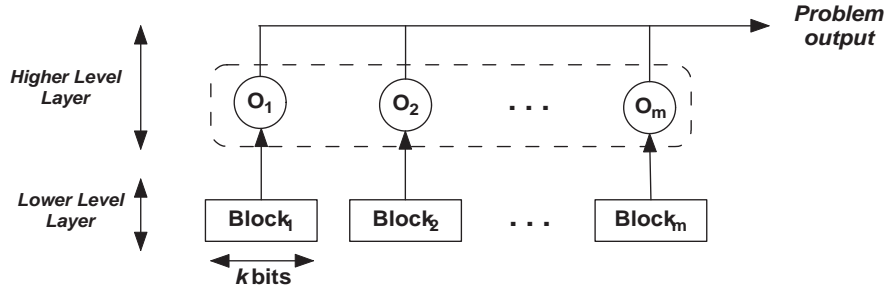 Problem
output
Higher Level
Layer
O1 O2 . . . Om
Lower Level
Layer
Block1 Block2 . . . Blockm
k bits